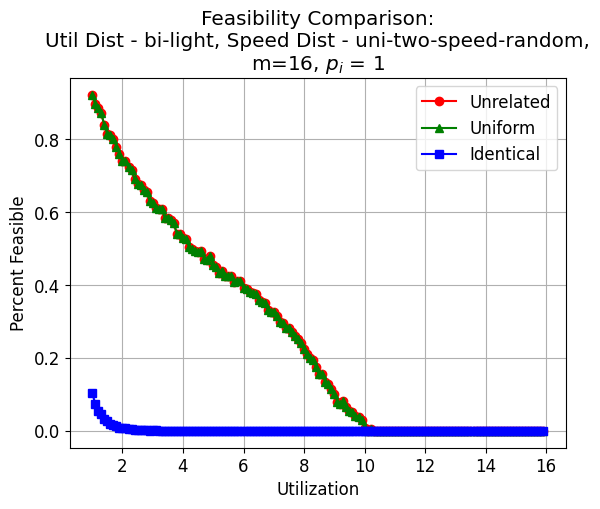 Feasibility Comparison:
Util Dist - bi-light, Speed Dist - uni-two-speed-random,
m=16, pᵢ = 1
Unrelated
Uniform
Identical
Percent Feasible
0.8
0.6
0.4
0.2
0.0
2 4 6 8 10 12 14 16
Utilization